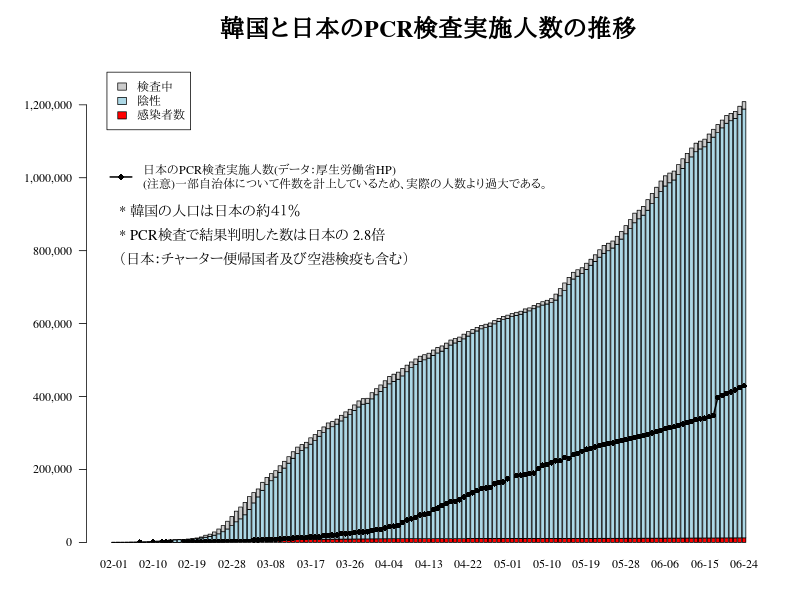 韓国と日本のPCR検査実施人数の推移
検査中
陰性
感染者数
日本のPCR検査実施人数(データ：厚生労働省HP)
(注意)一部自治体について件数を計上しているため、実際の人数より過大である。
* 韓国の人口は日本の約41%
* PCR検査で結果判明した数は日本の 2.8倍
（日本：チャーター便帰国者及び空港検疫も含む）
1,200,000
1,000,000
800,000
600,000
400,000
200,000
0
02-01 02-10 02-19 02-28 03-08 03-17 03-26 04-04 04-13 04-22 05-01 05-10 05-19 05-28 06-06 06-15 06-24